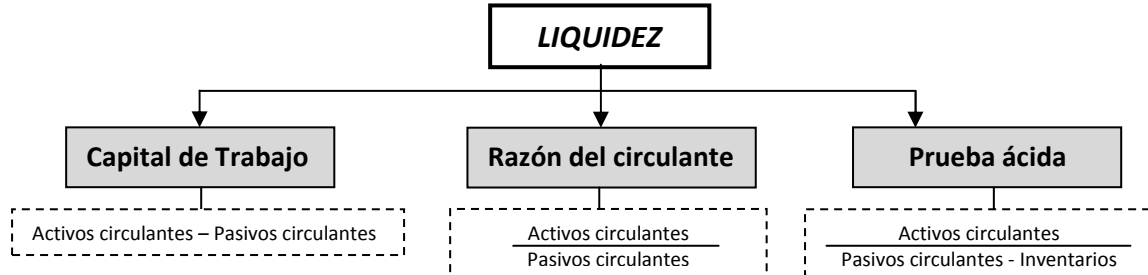 LIQUIDEZ
Capital de Trabajo
Razón del circulante
Prueba ácida
Activos circulantes – Pasivos circulantes
Activos circulantes
Pasivos circulantes
Activos circulantes
Pasivos circulantes - Inventarios